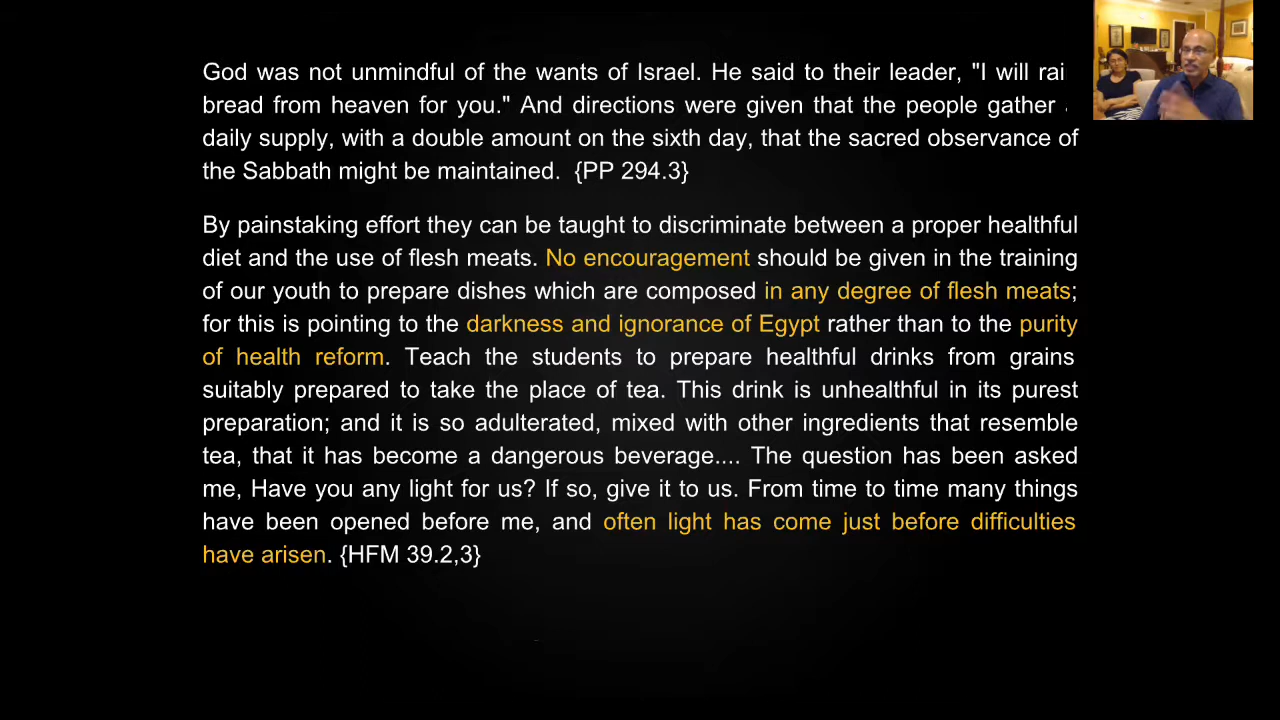 God was not unmindful of the wants of Israel. He said to their leader, "I will rai
bread from heaven for you." And directions were given that the people gather
daily supply, with a double amount on the sixth day, that the sacred observance of
the Sabbath might be maintained. {PP 294.3}
By painstaking effort they can be taught to discriminate between a proper healthful
diet and the use of flesh meats. No encouragement should be given in the training
of our youth to prepare dishes which are composed in any degree of flesh meats;
for this is pointing to the darkness and ignorance of Egypt rather than to the purity
of health reform. Teach the students to prepare healthful drinks from grains
suitably prepared to take the place of tea. This drink is unhealthful in its purest
preparation; and it is so adulterated, mixed with other ingredients that resemble
tea, that it has become a dangerous beverage.... The question has been asked
me, Have you any light for us? If so, give it to us. From time to time many things
have been opened before me, and often light has come just before difficulties
have arisen. {HFM 39.2,3}